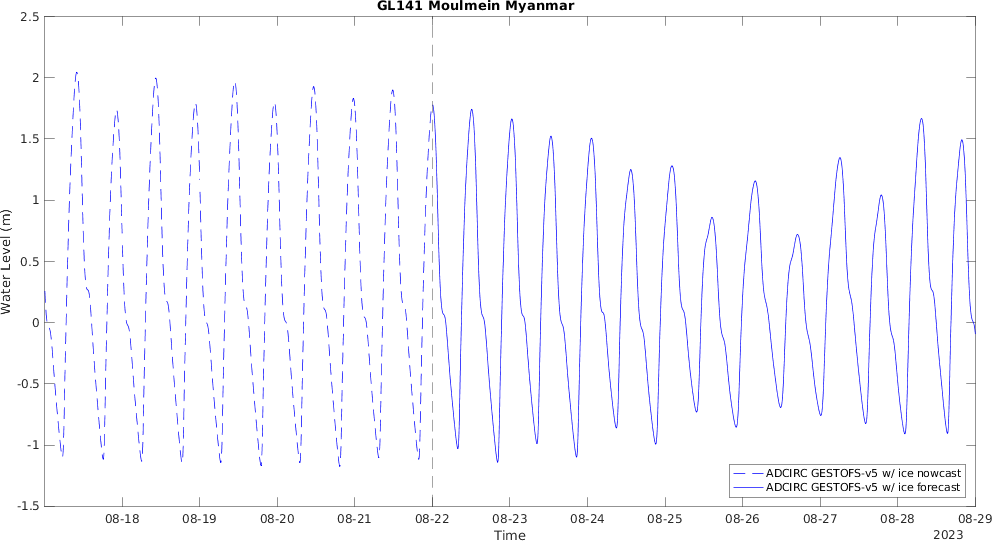 GL141 Moulmein Myanmar
2.5
2
1.5
1
0.5
0
-0.5
-1
-1.5
Water Level (m)
ADCIRC GESTOFS-v5 w/ ice nowcast
ADCIRC GESTOFS-v5 w/ ice forecast
08-18 08-19 08-20 08-21 08-22 08-23 08-24 08-25 08-26 08-27 08-28 08-29
Time
2023